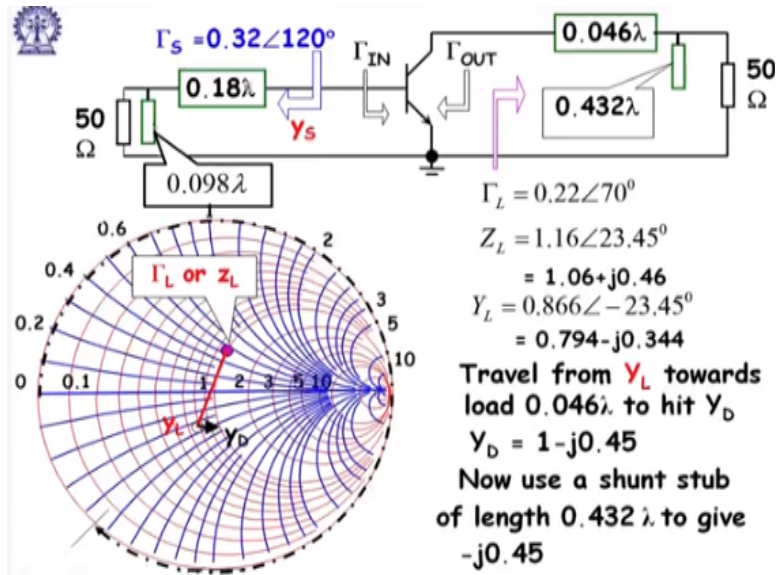 Γ_S =0.32∠120°
Γ_IN
Γ_OUT
0.046λ
0.18λ
y_S
50
Ω
0.432λ
50
Ω
0.098λ
Γ_L = 0.22∠70⁰
Z_L = 1.16∠23.45⁰
= 1.06+j0.46
Y_L = 0.866∠−23.45⁰
= 0.794-j0.344
Travel from Y_L towards
load 0.046λ to hit Y_D
Y_D = 1-j0.45
Now use a shunt stub
of length 0.432 λ to give
-j0.45
0.6
2
Γ_L or z_L
0.4
3
0.2
5
10
0
0.1
1
2
3
5
10
Y_L
Y_D